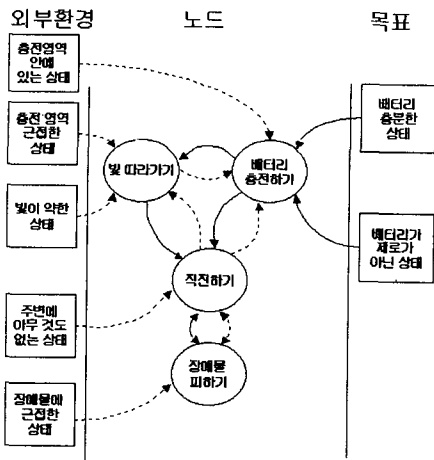 외부환경
노드
목표
충전영역
안에
있는 상태
충전 영역
근접한
상태
빛이 약한
상태
주변에
아무 것도
없는 상태
장애물에
근접한
상태
빛 따라가기
배터리
충전하기
직진하기
장애물
피하기
배터리
충분한
상태
배터리가
제로가
아닌 상태